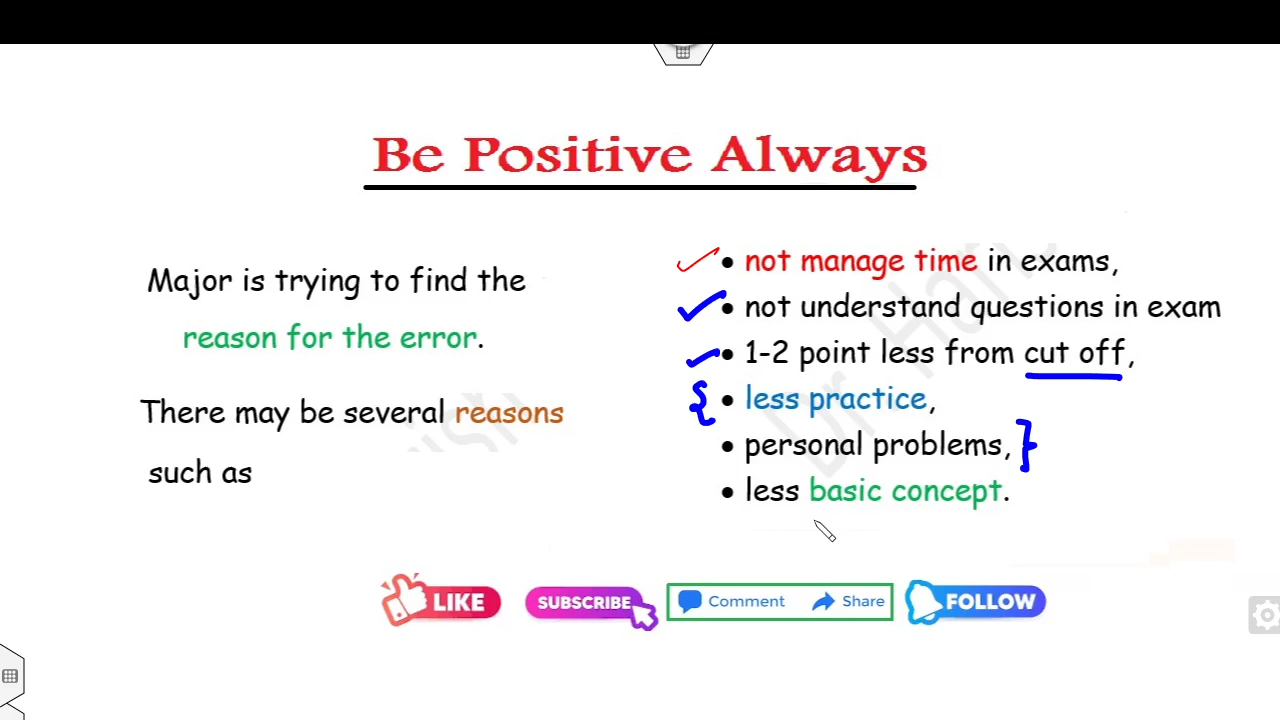 Be Positive Always
Major is trying to find the
reason for the error.
There may be several reasons
such as
• not manage time in exams,
• not understand questions in exam
• 1-2 point less from cut off,
• less practice,
• personal problems,
• less basic concept.
LIKE SUBSCRIBE Comment Share FOLLOW